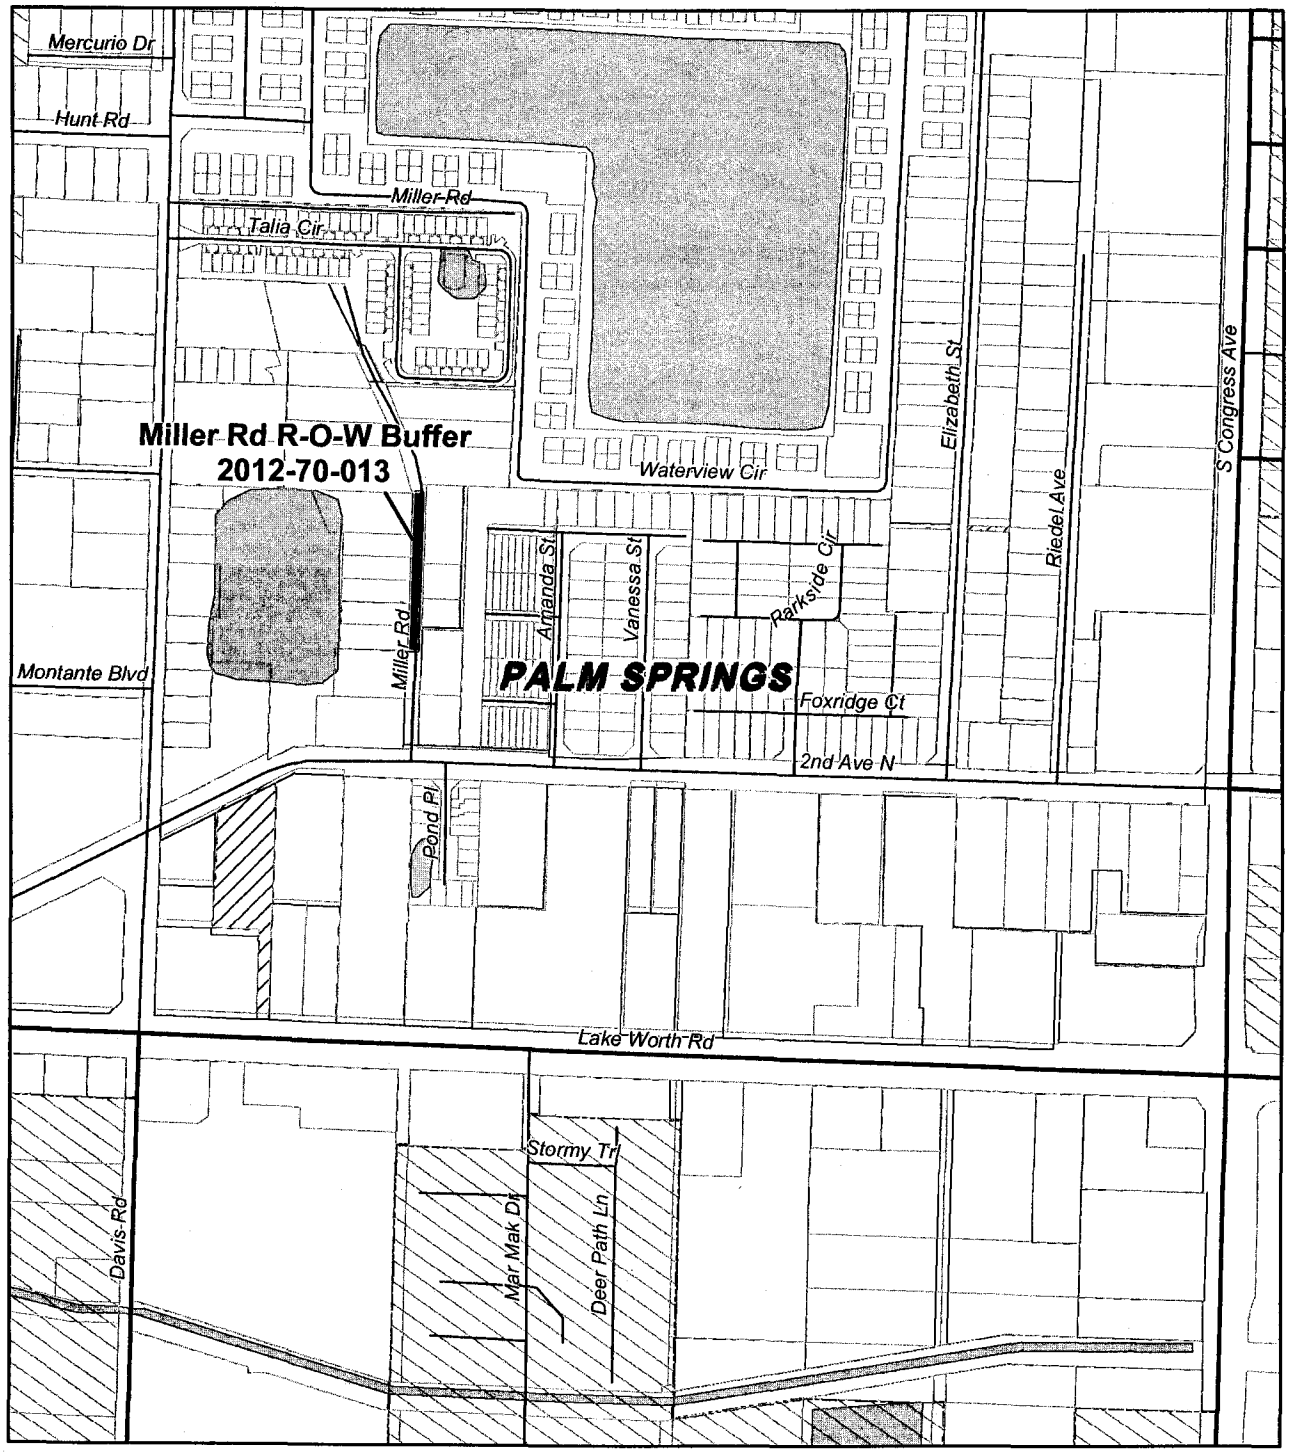 Mercurio Dr
Hunt Rd
Miller Rd
Talia Cir
S Congress Ave
Elizabeth St
Miller Rd R-O-W Buffer
2012-70-013
Waterview Cir
Riedel Ave
Amanda St
Vanessa St
Parkside Cir
Miller Rd
Montante Blvd
PALM SPRINGS
Foxridge Ct
2nd Ave N
Pond Pl
Lake Worth Rd
Stormy Trl
Davis Rd
Mar Mak Dr
Deer Path Ln